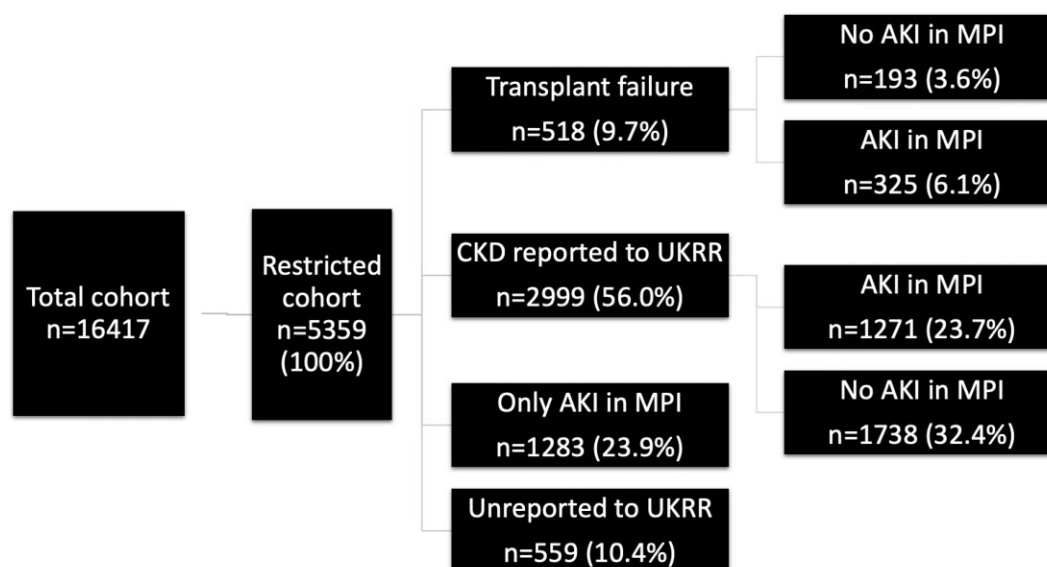 Total cohort
n=16417
Restricted
cohort
n=5359
(100%)
Transplant failure
n=518 (9.7%)
No AKI in MPI
n=193 (3.6%)
AKI in MPI
n=325 (6.1%)
CKD reported to UKRR
n=2999 (56.0%)
AKI in MPI
n=1271 (23.7%)
No AKI in MPI
n=1738 (32.4%)
Only AKI in MPI
n=1283 (23.9%)
Unreported to UKRR
n=559 (10.4%)